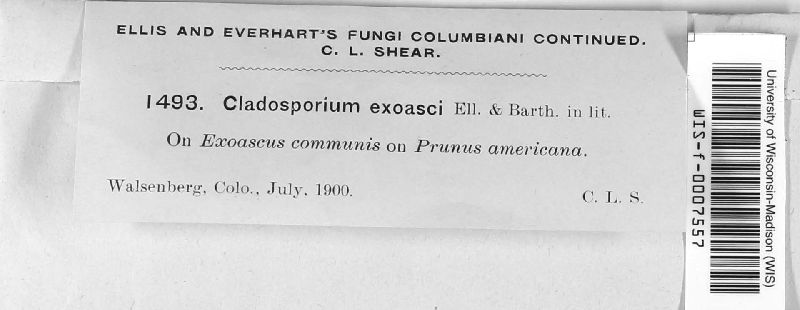 ELLIS AND EVERHART'S FUNGI COLUMBIANI CONTINUED.
C. L. SHEAR.
1493. Cladosporium exoasci Ell. & Barth. in lit.
On Exoascus communis on Prunus americana.
Walsenberg, Colo., July, 1900.
C. L. S.
University of Wisconsin-Madison (WIS)
WIS-f-0007557